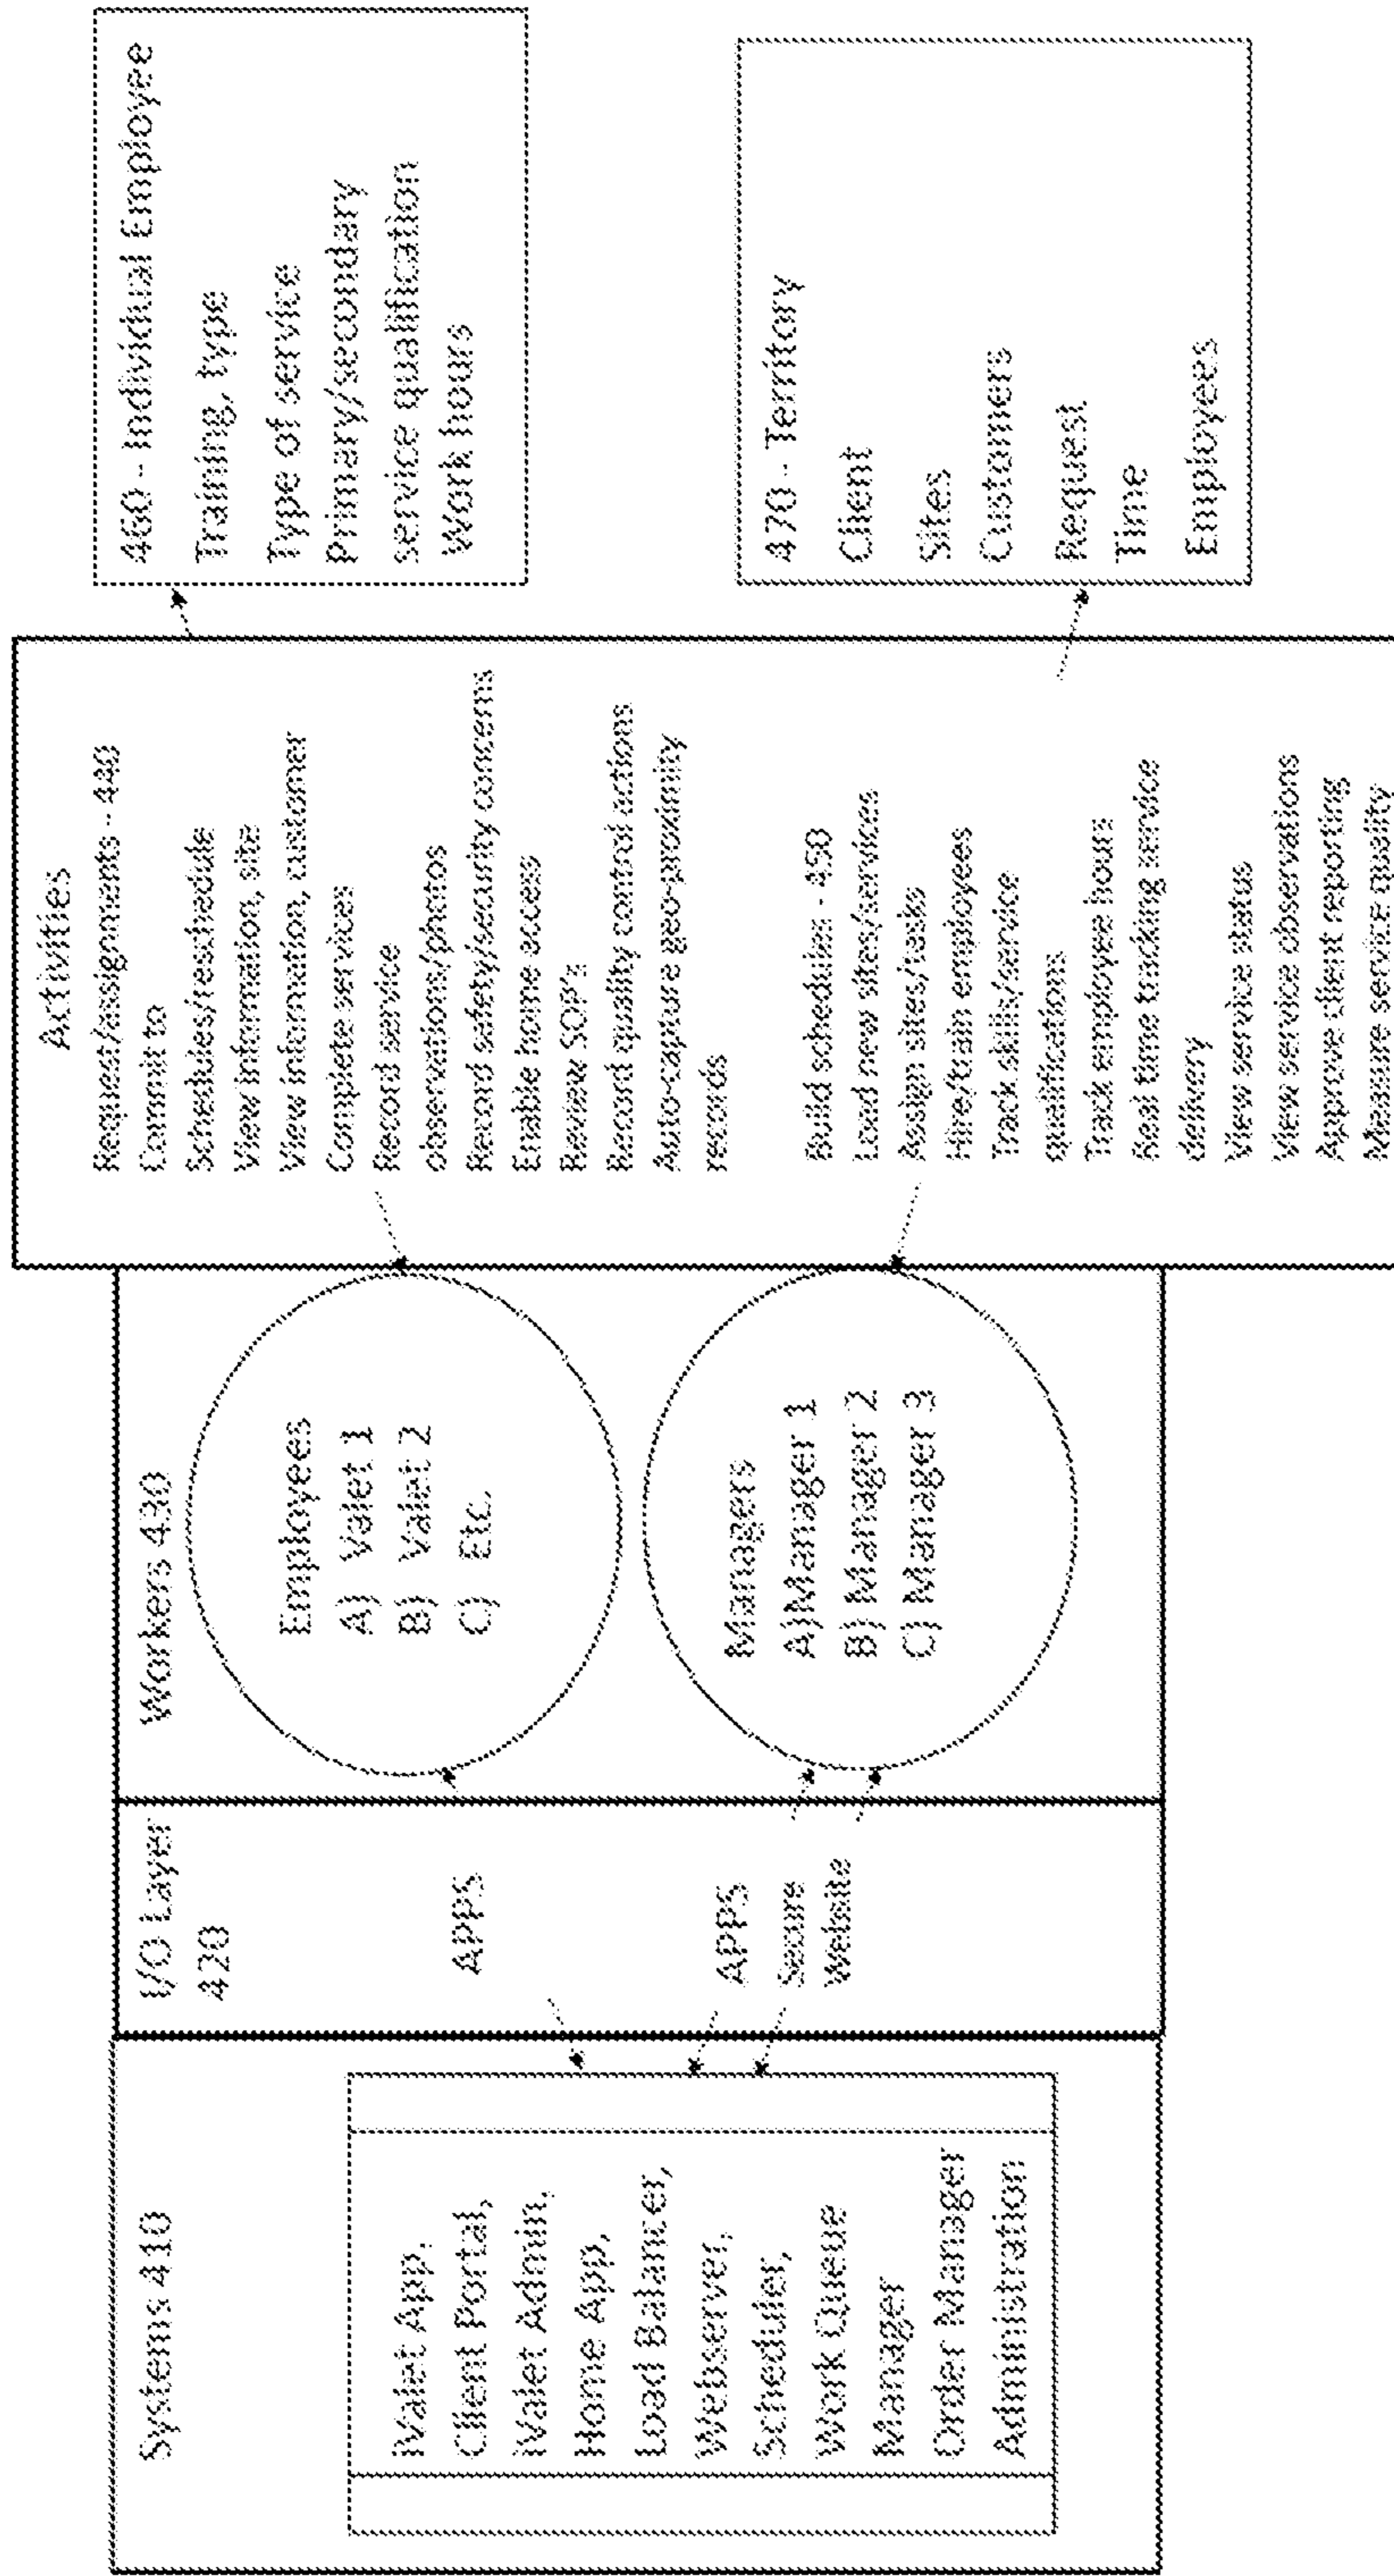 Systems 410
iValet App,
Client Portal,
iValet Admin,
Home App,
Load Balancer,
Webserver,
Scheduler,
Work Queue
Manager
Order Manager
Administration
I/O Layer
420
APPS
APPS
Secure
Website
Workers 430
Employees
A) Valet 1
B) Valet 2
C) Etc.
Managers
A)Manager 1
B) Manager 2
C) Manager 3
Activities
Request/assignments - 440
Commit to
Schedules/reschedule
View information, site
View information, customer
Complete services
Record service
observations/photos
Record safety/security concerns
Enable home access
Review SOP's
Record quality control actions
Auto-capture geo-proximity
records
Build schedules - 450
Load new sites/services
Assign sites/tasks
Hire/train employees
Track skills/service
qualifications
Track employee hours
Real time tracking service
delivery
View service status
View service observations
Approve client reporting
Measure service quality
460 - Individual Employee
Training, type
Type of service
Primary/secondary
service qualification
Work hours
470 - Territory
Client
Sites
Customers
Request
Time
Employees